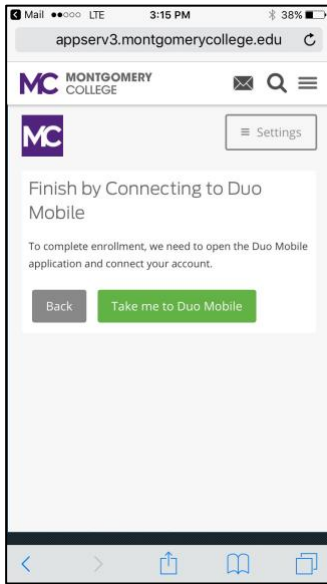 Mail LTE 3:15 PM 38%
appserv3.montgomerycollege.edu
MC MONTGOMERY
COLLEGE
MC
Settings
Finish by Connecting to Duo
Mobile
To complete enrollment, we need to open the Duo Mobile
application and connect your account.
Back Take me to Duo Mobile